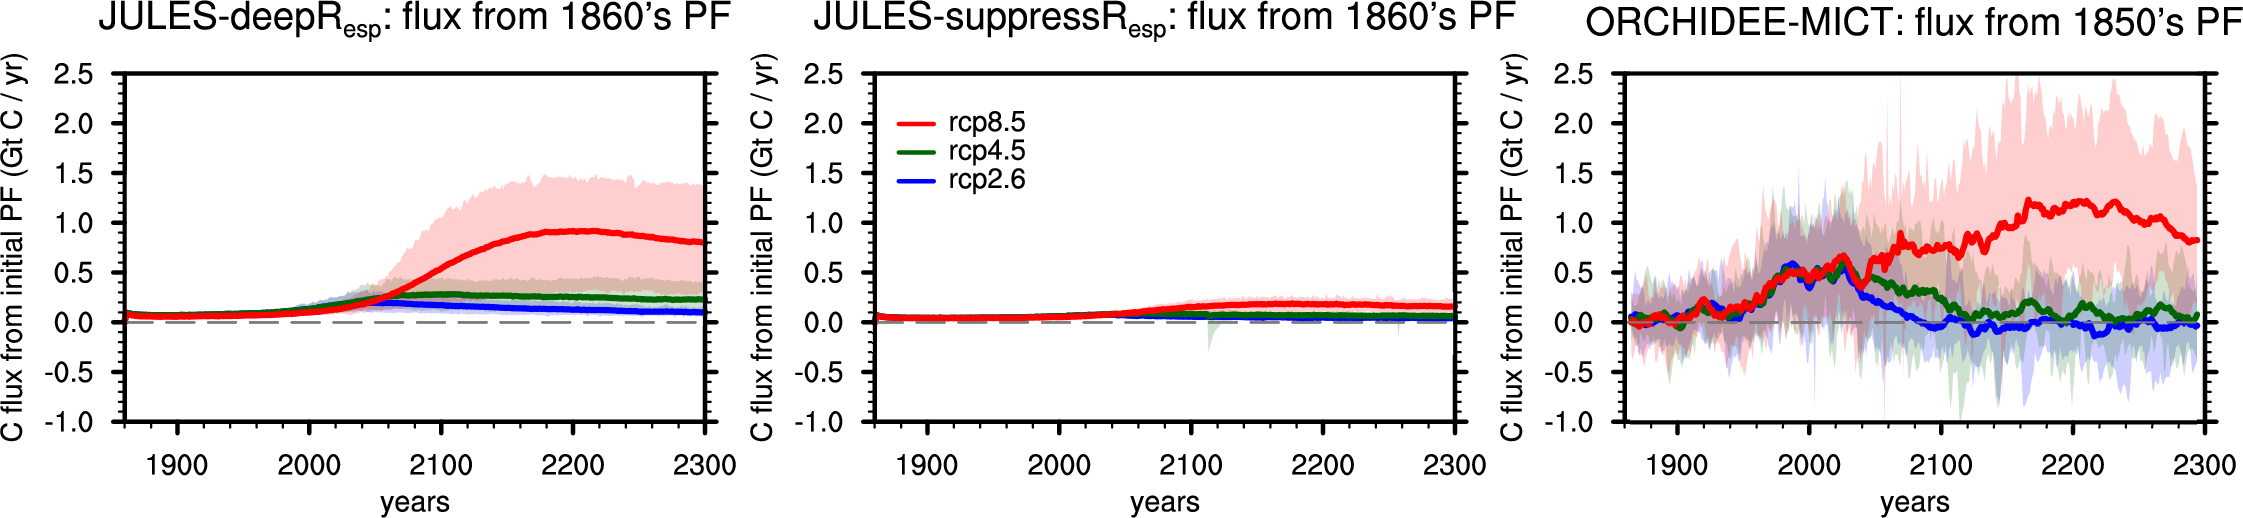 JULES-deepResp: flux from 1860’s PF
C flux from initial PF (Gt C / yr)
2.5
2.0
1.5
1.0
0.5
0.0
-0.5
-1.0
1900 2000 2100 2200 2300
years
JULES-suppressResp: flux from 1860’s PF
C flux from initial PF (Gt C / yr)
2.5
2.0
1.5
1.0
0.5
0.0
-0.5
-1.0
rcp8.5
rcp4.5
rcp2.6
1900 2000 2100 2200 2300
years
ORCHIDEE-MICT: flux from 1850’s PF
C flux from initial PF (Gt C / yr)
2.5
2.0
1.5
1.0
0.5
0.0
-0.5
-1.0
1900 2000 2100 2200 2300
years